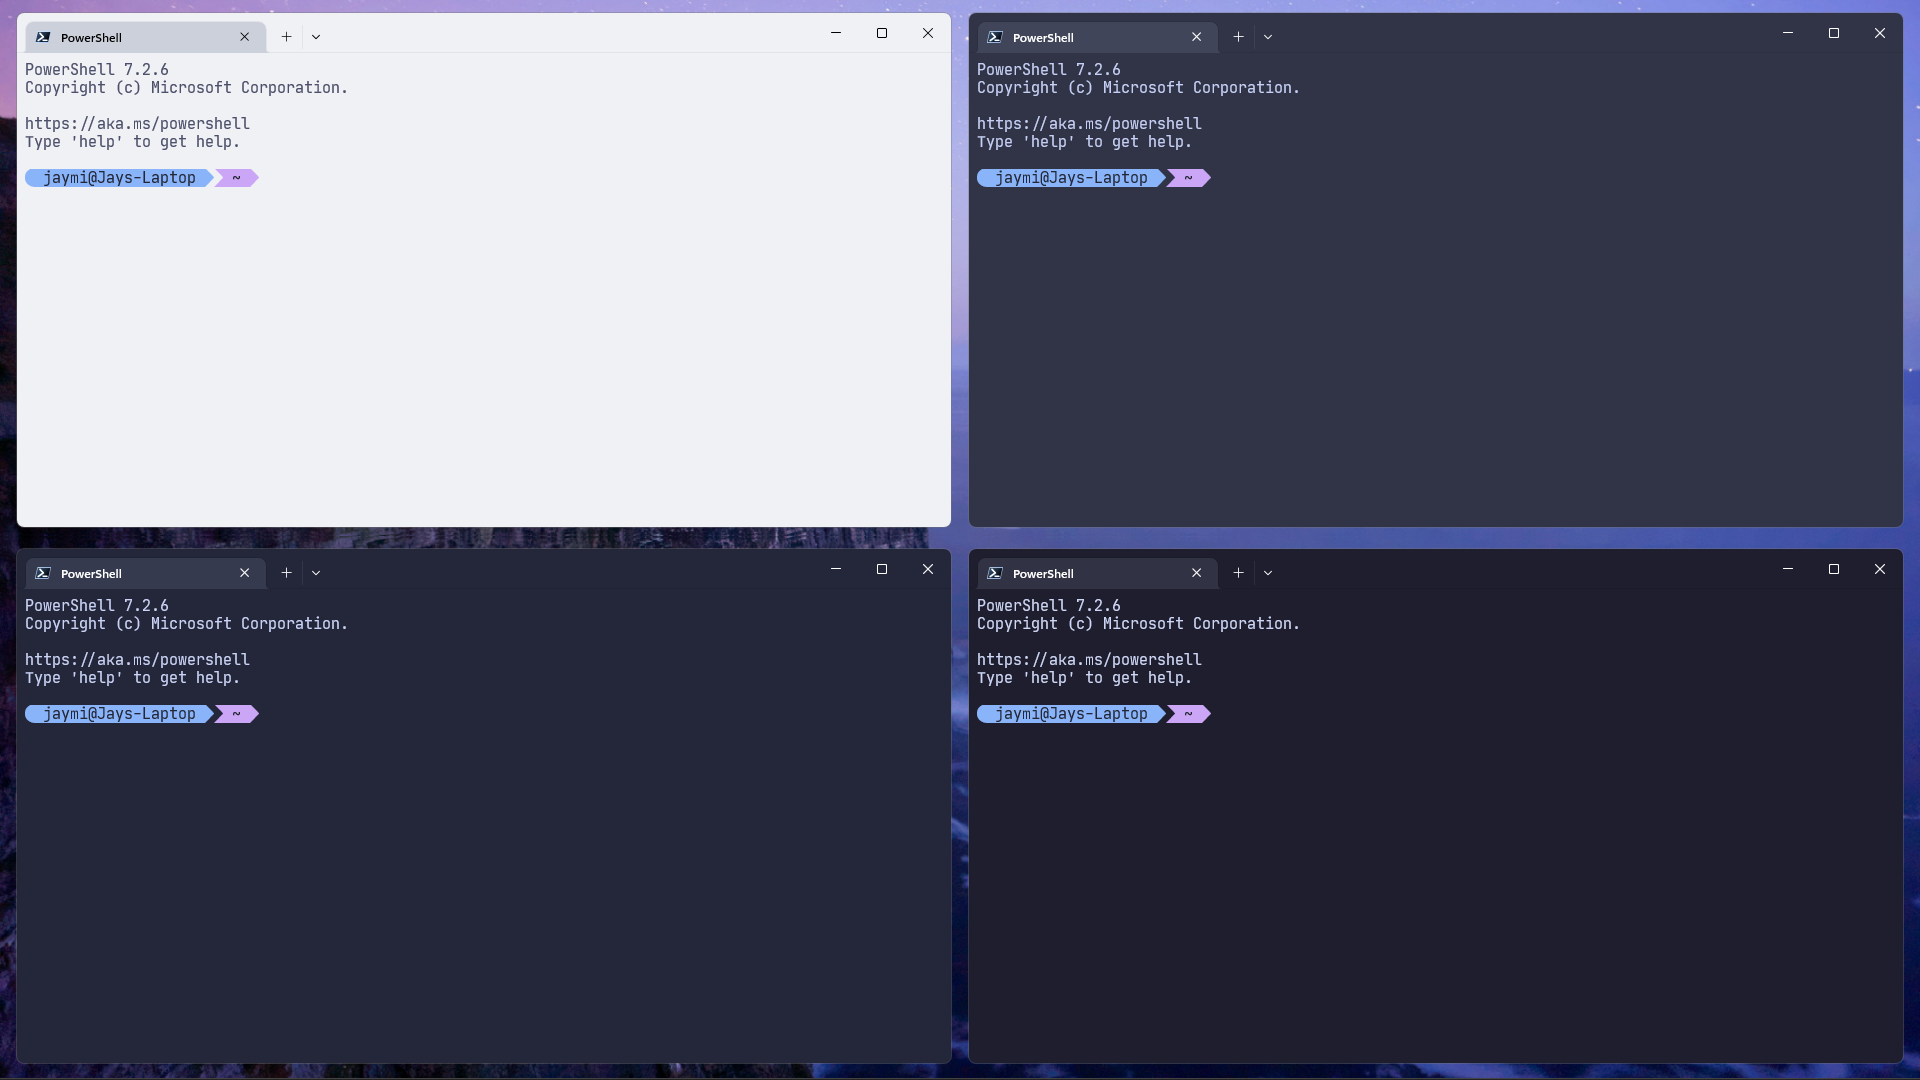 PowerShell
PowerShell 7.2.6
Copyright (c) Microsoft Corporation.
https://aka.ms/powershell
Type 'help' to get help.
jaymi@Jays-Laptop ~
PowerShell
PowerShell 7.2.6
Copyright (c) Microsoft Corporation.
https://aka.ms/powershell
Type 'help' to get help.
jaymi@Jays-Laptop ~
PowerShell
PowerShell 7.2.6
Copyright (c) Microsoft Corporation.
https://aka.ms/powershell
Type 'help' to get help.
jaymi@Jays-Laptop ~
PowerShell
PowerShell 7.2.6
Copyright (c) Microsoft Corporation.
https://aka.ms/powershell
Type 'help' to get help.
jaymi@Jays-Laptop ~